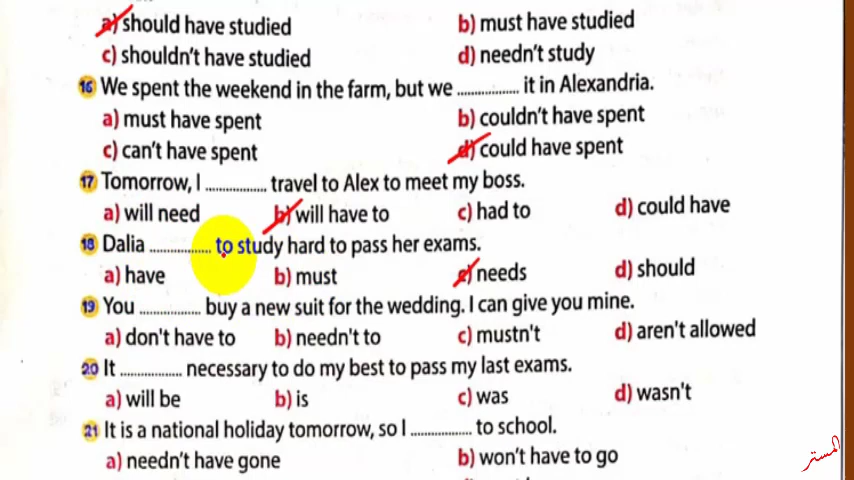 a) should have studied b) must have studied
c) shouldn't have studied d) needn't study
16 We spent the weekend in the farm, but we .................. it in Alexandria.
a) must have spent b) couldn't have spent
c) can't have spent d) could have spent
17 Tomorrow, I .................. travel to Alex to meet my boss.
a) will need b) will have to c) had to d) could have
18 Dalia .................. to study hard to pass her exams.
a) have b) must c) needs d) should
19 You .................. buy a new suit for the wedding. I can give you mine.
a) don't have to b) needn't to c) mustn't d) aren't allowed
20 It .................. necessary to do my best to pass my last exams.
a) will be b) is c) was d) wasn't
21 It is a national holiday tomorrow, so I .................. to school.
a) needn't have gone b) won't have to go
المستر